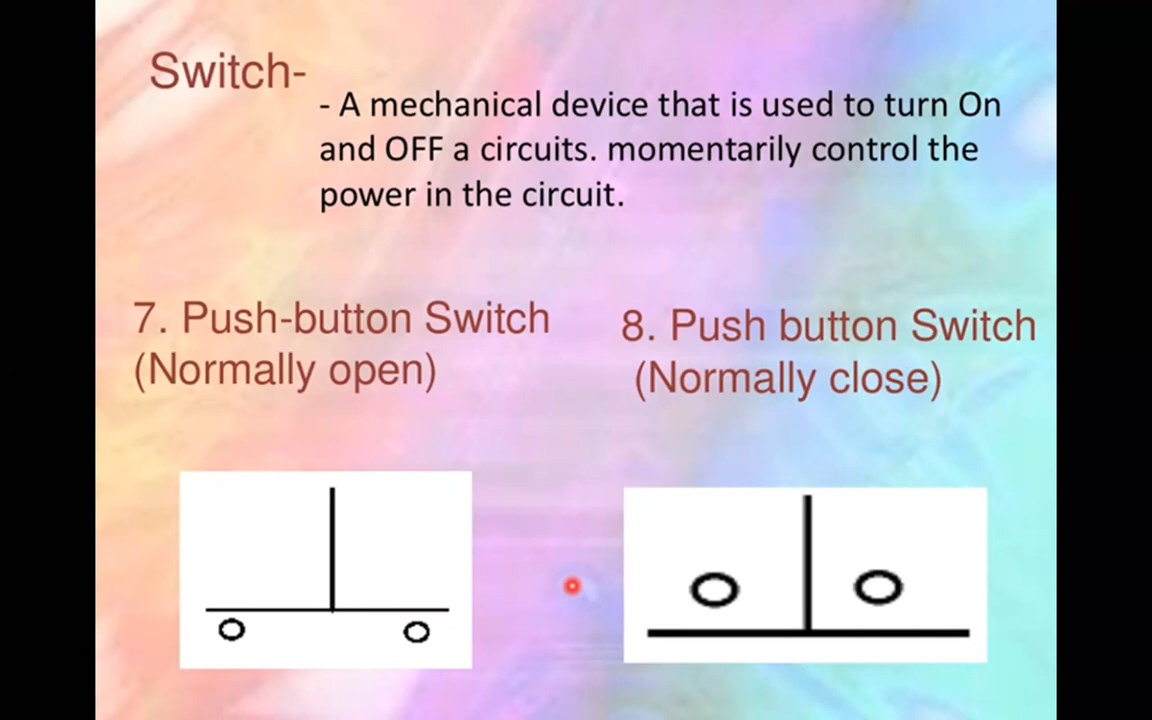 Switch-
- A mechanical device that is used to turn On
and OFF a circuits. momentarily control the
power in the circuit.
7. Push-button Switch
(Normally open)
8. Push button Switch
(Normally close)